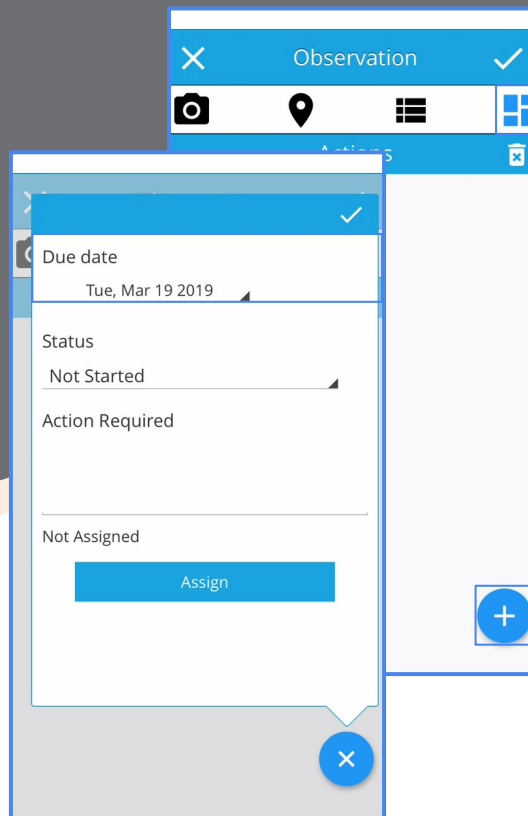 Observation
Actions
Due date
Tue, Mar 19 2019
Status
Not Started
Action Required
Not Assigned
Assign